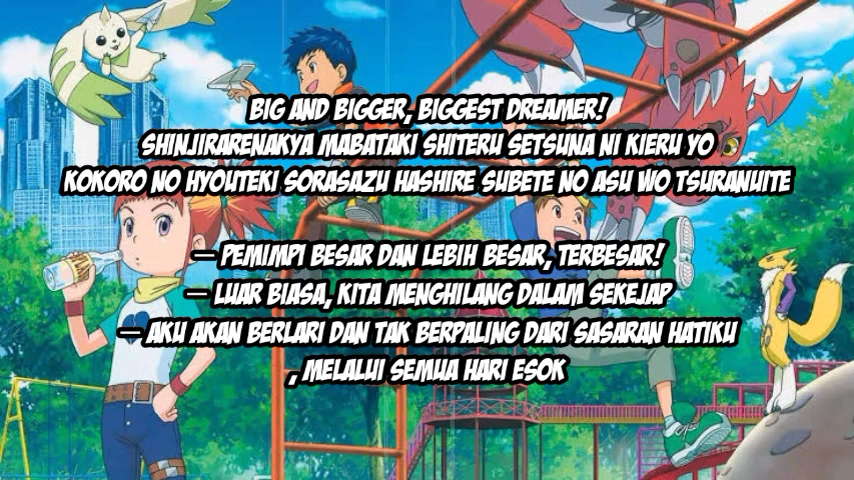 BIG AND BIGGER, BIGGEST DREAMER!
SHINJIRARENAKYA MABATAKI SHITERU SETSUNA NI KIERU YO
KOKORO NO HYOUTEKI SORASAZU HASHIRE SUBETE NO ASU WO TSURANUITE
— PEMIMPI BESAR DAN LEBIH BESAR, TERBESAR!
— LUAR BIASA, KITA MENGHILANG DALAM SEKEJAP
— AKU AKAN BERLARI DAN TAK BERPALING DARI SASARAN HATIKU
, MELALUI SEMUA HARI ESOK